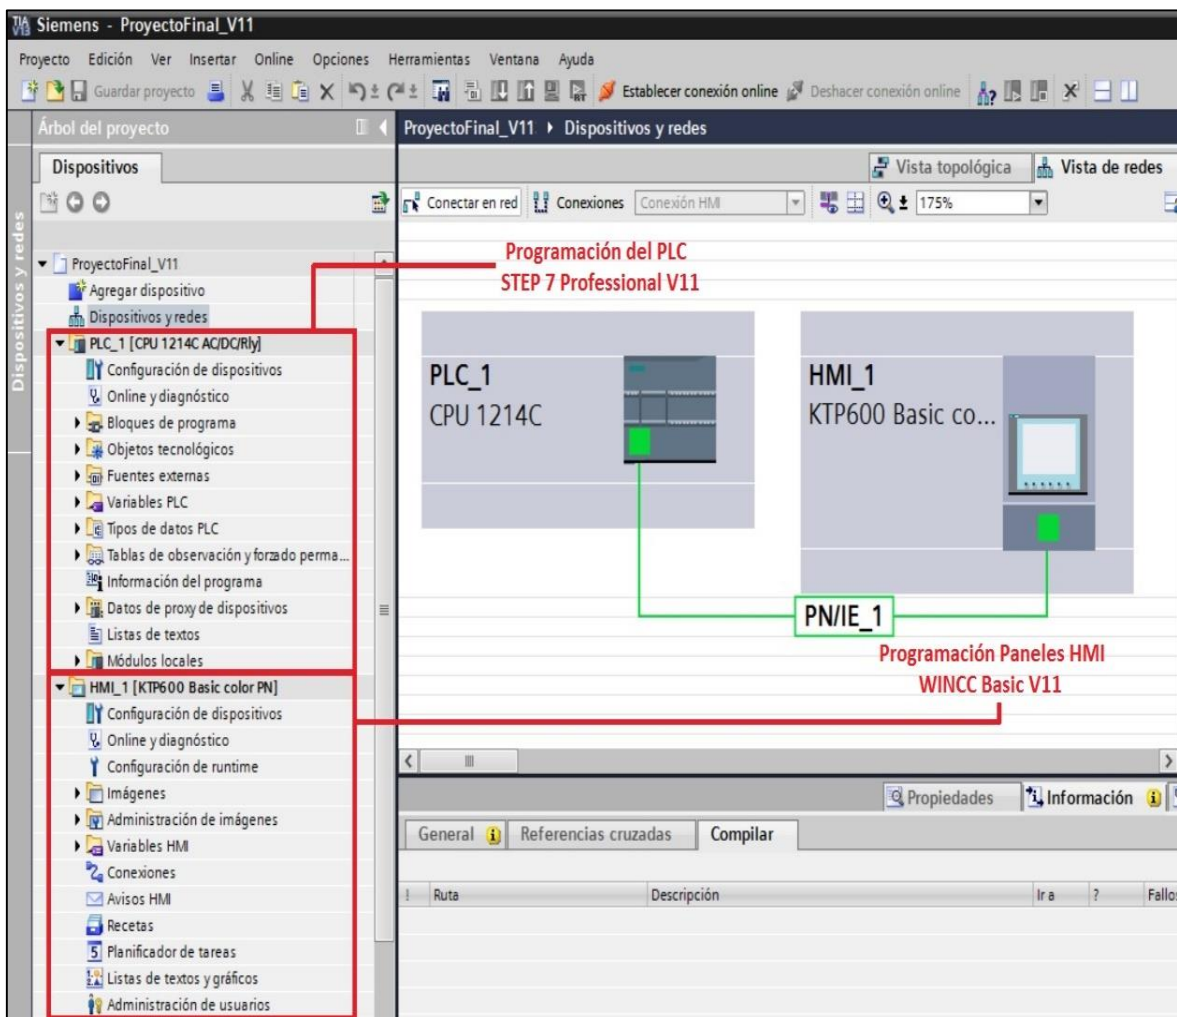 Siemens - ProyectoFinal_V11
Proyecto Edición Ver Insertar Online Opciones Herramientas Ventana Ayuda
Guardar proyecto Establecer conexión online Deshacer conexión online
Árbol del proyecto
ProyectoFinal_V11 Dispositivos y redes
Dispositivos
Vista topológica Vista de redes
Conectar en red Conexiones Conexión HMI 175%
Dispositivos y redes
ProyectoFinal_V11
Agregar dispositivo
Dispositivos y redes
PLC_1 [CPU 1214C AC/DC/Rly]
Configuración de dispositivos
Online y diagnóstico
Bloques de programa
Objetos tecnológicos
Fuentes externas
Variables PLC
Tipos de datos PLC
Tablas de observación y forzado perma...
Información del programa
Datos de proxy de dispositivos
Listas de textos
Módulos locales
HMI_1 [KTP600 Basic color PN]
Configuración de dispositivos
Online y diagnóstico
Configuración de runtime
Imágenes
Administración de imágenes
Variables HMI
Conexiones
Avisos HMI
Recetas
Planificador de tareas
Listas de textos y gráficos
Administración de usuarios
Programación del PLC
STEP 7 Professional V11
PLC_1
CPU 1214C
HMI_1
KTP600 Basic co...
PN/IE_1
Programación Paneles HMI
WINCC Basic V11
Propiedades Información
General Referencias cruzadas Compilar
! Ruta Descripción Ir a ? Fallos